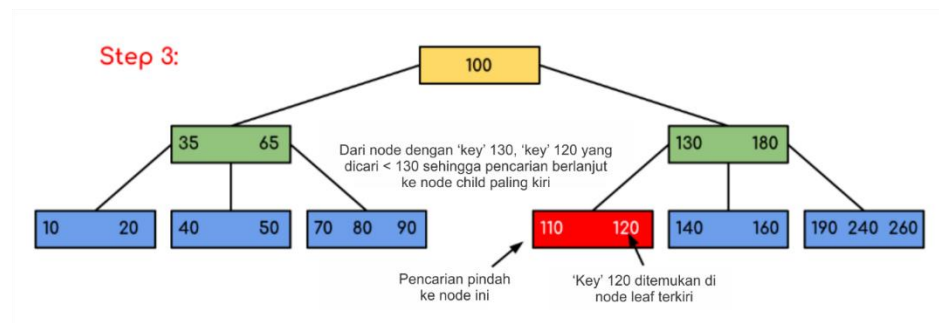 Step 3:
100
35 65
Dari node dengan ‘key’ 130, ‘key’ 120 yang
dicari < 130 sehingga pencarian berlanjut
ke node child paling kiri
130 180
10 20
40 50
70 80 90
110 120
140 160
190 240 260
Pencarian pindah
ke node ini
‘Key’ 120 ditemukan di
node leaf terkiri